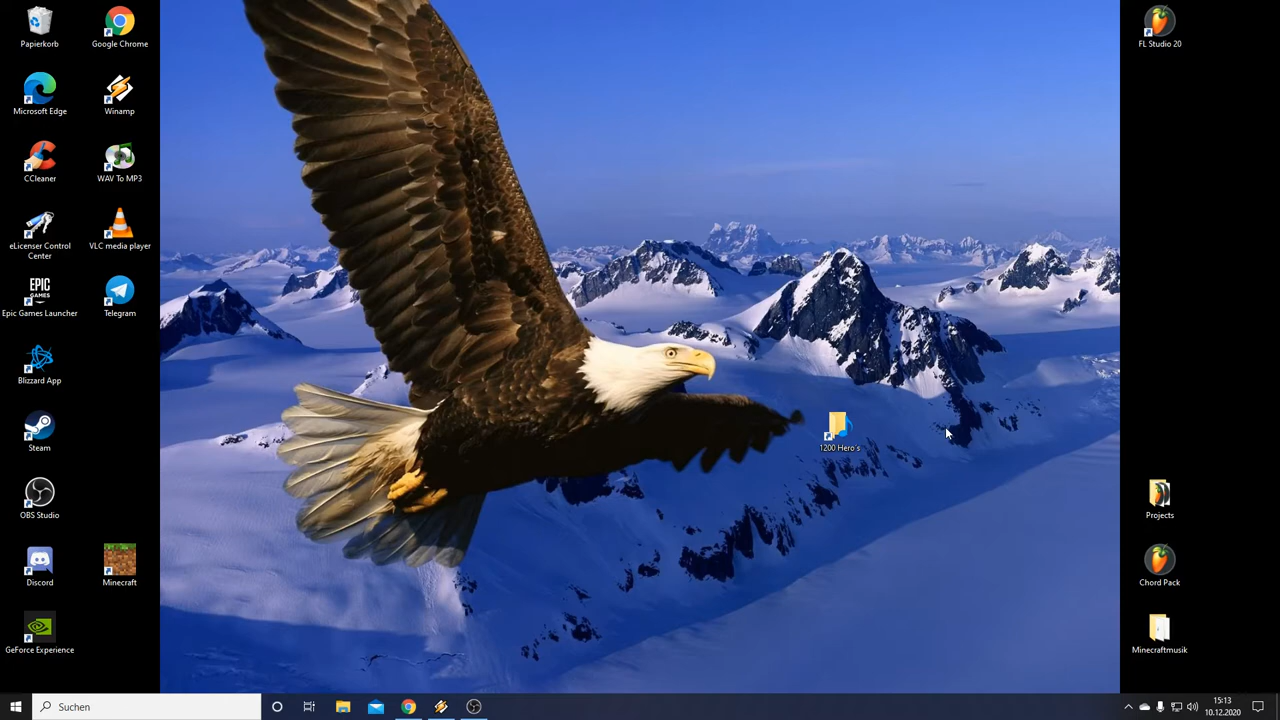 Papierkorb
Google Chrome
FL Studio 20
Microsoft Edge
Winamp
CCleaner
WAV To MP3
eLicenser Control
Center
VLC media player
EPIC
GAMES
Epic Games Launcher
Telegram
Blizzard App
Steam
1200 Hero's
OBS Studio
Projects
Discord
Minecraft
Chord Pack
GeForce Experience
Minecraftmusik
Suchen
15:13
10.12.2020